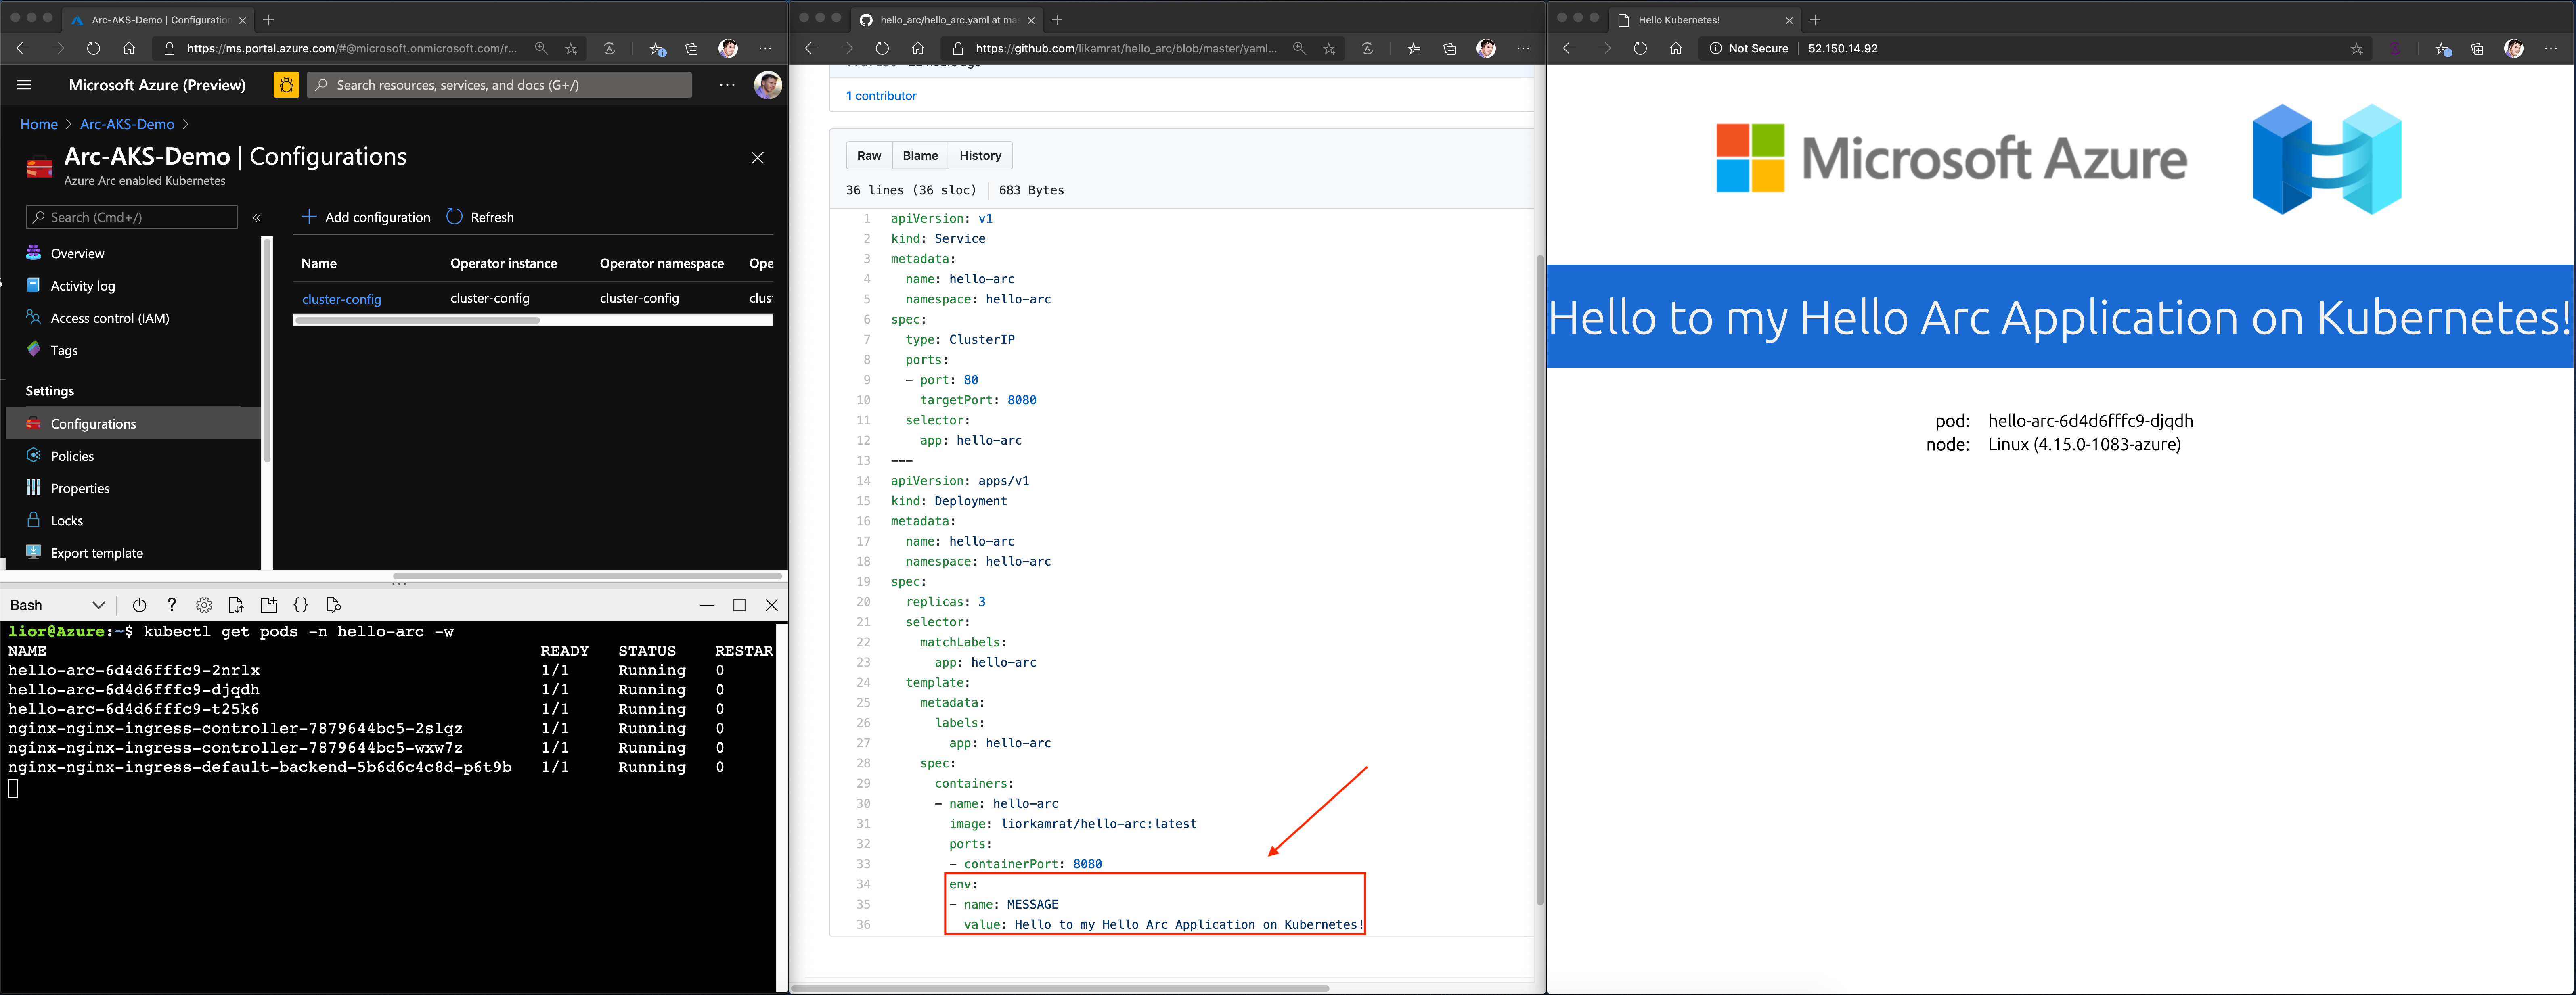 Arc-AKS-Demo | Configuration
https://ms.portal.azure.com/#@microsoft.onmicrosoft.com/r...
Microsoft Azure (Preview)
Search resources, services, and docs (G+/)
Home > Arc-AKS-Demo >
Arc-AKS-Demo | Configurations
Azure Arc enabled Kubernetes
Search (Cmd+/)
Add configuration Refresh
Overview
Activity log
Access control (IAM)
Tags
Settings
Configurations
Policies
Properties
Locks
Export template
Name Operator instance Operator namespace Ope
cluster-config cluster-config cluster-config clust
Bash
lior@Azure:~$ kubectl get pods -n hello-arc -w
NAME READY STATUS RESTAR
hello-arc-6d4d6fffc9-2nrlx 1/1 Running 0
hello-arc-6d4d6fffc9-djqdh 1/1 Running 0
hello-arc-6d4d6fffc9-t25k6 1/1 Running 0
nginx-nginx-ingress-controller-7879644bc5-2slqz 1/1 Running 0
nginx-nginx-ingress-controller-7879644bc5-wxw7z 1/1 Running 0
nginx-nginx-ingress-default-backend-5b6d6c4c8d-p6t9b 1/1 Running 0
hello_arc/hello_arc.yaml at ma
https://github.com/likamrat/hello_arc/blob/master/yaml...
1 contributor
Raw Blame History
36 lines (36 sloc) 683 Bytes
1 apiVersion: v1
2 kind: Service
3 metadata:
4 name: hello-arc
5 namespace: hello-arc
6 spec:
7 type: ClusterIP
8 ports:
9 - port: 80
10 targetPort: 8080
11 selector:
12 app: hello-arc
13 ---
14 apiVersion: apps/v1
15 kind: Deployment
16 metadata:
17 name: hello-arc
18 namespace: hello-arc
19 spec:
20 replicas: 3
21 selector:
22 matchLabels:
23 app: hello-arc
24 template:
25 metadata:
26 labels:
27 app: hello-arc
28 spec:
29 containers:
30 - name: hello-arc
31 image: liorkamrat/hello-arc:latest
32 ports:
33 - containerPort: 8080
34 env:
35 - name: MESSAGE
36 value: Hello to my Hello Arc Application on Kubernetes!
Hello Kubernetes!
Not Secure | 52.150.14.92
Microsoft Azure
Hello to my Hello Arc Application on Kubernetes!
pod: hello-arc-6d4d6fffc9-djqdh
node: Linux (4.15.0-1083-azure)